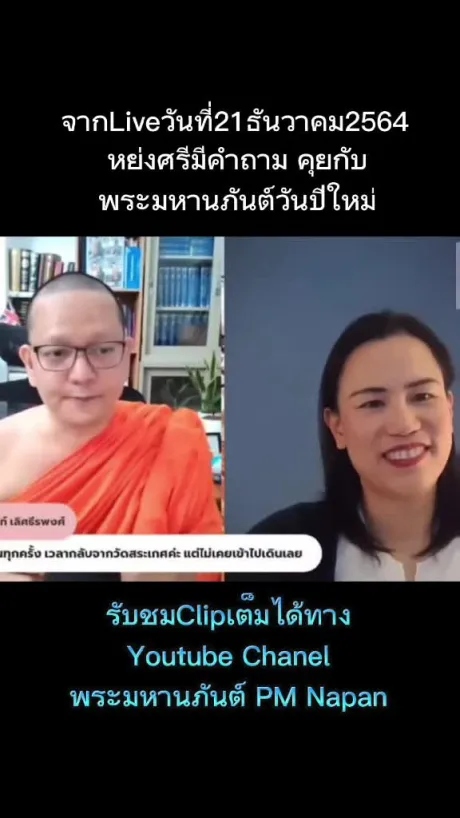 จากLiveวันที่21ธันวาคม2564
หย่งศรีมีคำถาม คุยกับ
พระมหานภันต์วันปีใหม่
ท์ เลิศธีรพงศ์
นทุกครั้ง เวลากลับจากวัดสระเกศค่ะ แต่ไม่เคยเข้าไปเดินเลย
รับชมClipเต็มได้ทาง
Youtube Chanel
พระมหานภันต์ PM Napan